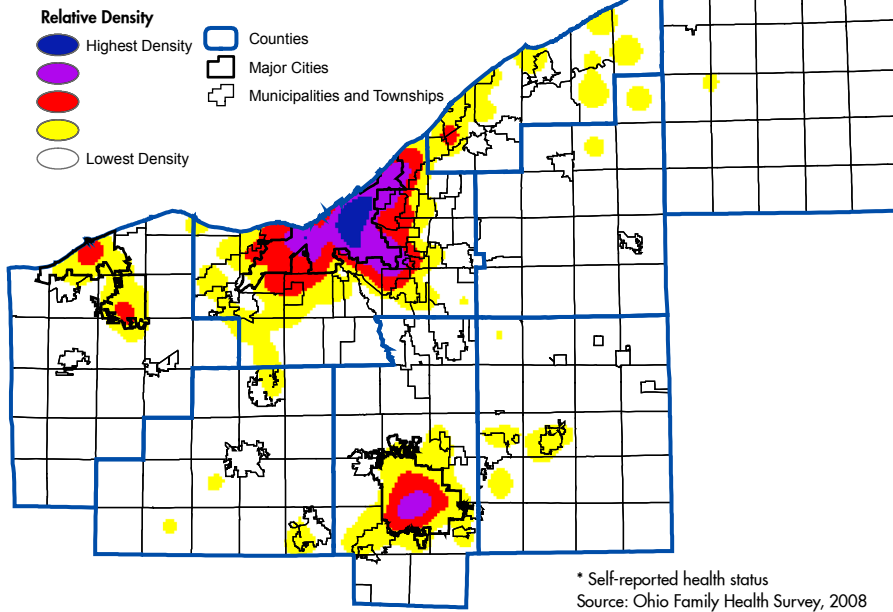 Relative Density
Highest Density
Lowest Density
Counties
Major Cities
Municipalities and Townships
* Self-reported health status
Source: Ohio Family Health Survey, 2008